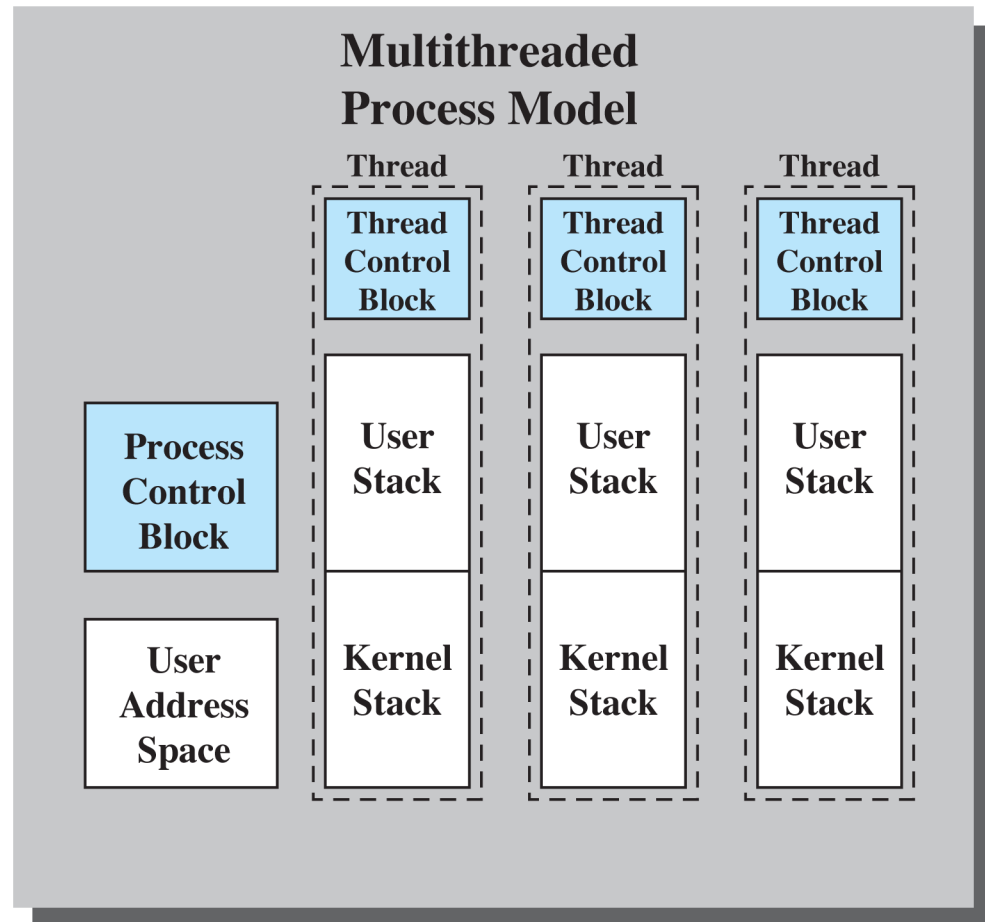 Multithreaded
Process Model
Thread
Thread
Control
Block
User
Stack
Kernel
Stack
Thread
Thread
Control
Block
User
Stack
Kernel
Stack
Thread
Thread
Control
Block
User
Stack
Kernel
Stack
Process
Control
Block
User
Address
Space